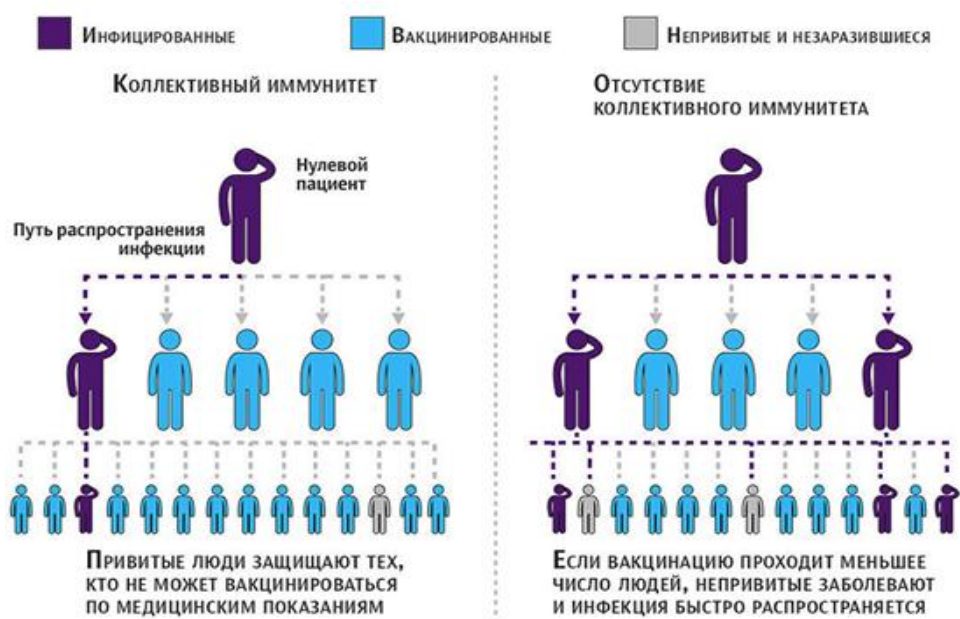 Инфицированные
Вакцинированные
Непривитые и незаразившиеся
Коллективный иммунитет
Нулевой
пациент
Путь распространения
инфекции
Привитые люди защищают тех,
кто не может вакцинироваться
по медицинским показаниям
Отсутствие
коллективного иммунитета
Если вакцинацию проходит меньшее
число людей, непривитые заболевают
и инфекция быстро распространяется